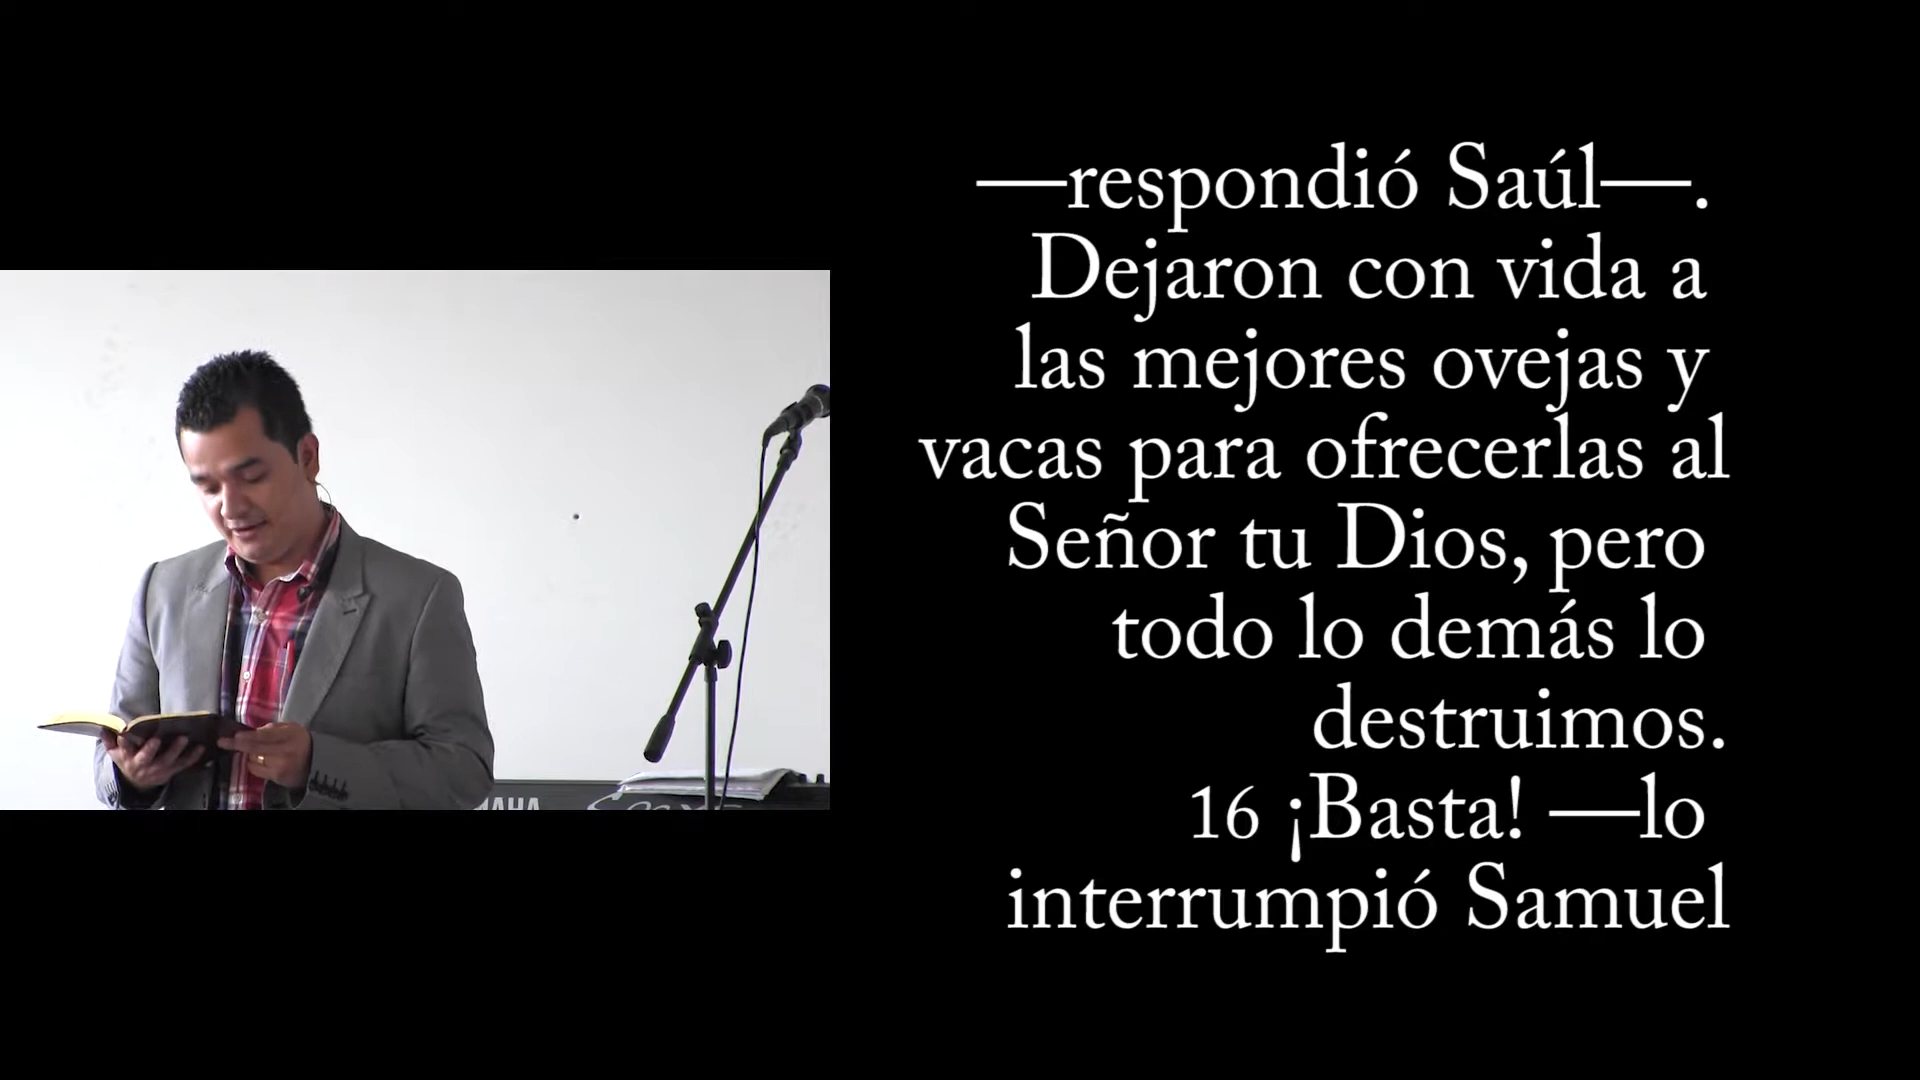 —respondió Saúl—.
Dejaron con vida a
las mejores ovejas y
vacas para ofrecerlas al
Señor tu Dios, pero
todo lo demás lo
destruimos.
16 ¡Basta! —lo
interrumpió Samuel